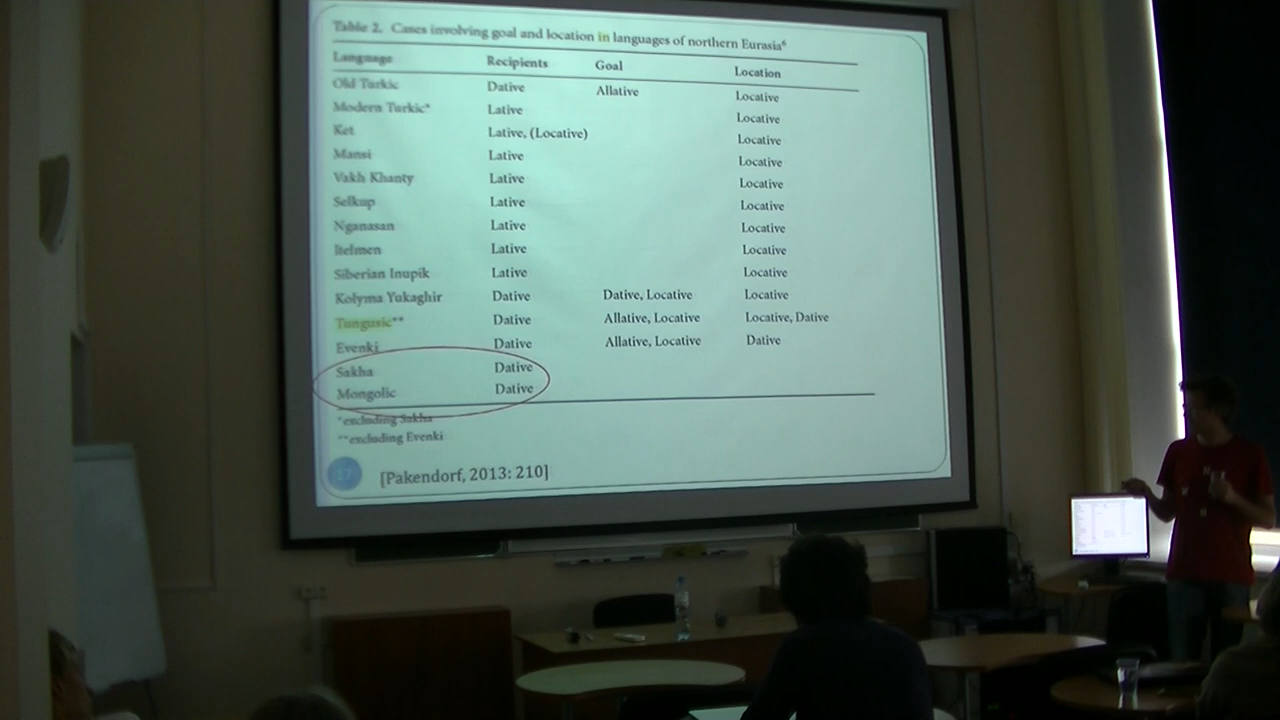 Table 2. Cases involving goal and location in languages of northern Eurasia⁶
Language Recipients Goal Location
Old Turkic Dative Allative Locative
Modern Turkic* Lative Locative
Ket Lative, (Locative) Locative
Mansi Lative Locative
Vakh Khanty Lative Locative
Selkup Lative Locative
Nganasan Lative Locative
Itelmen Lative Locative
Siberian Inupik Lative Locative
Kolyma Yukaghir Dative Dative, Locative Locative
Tungusic** Dative Allative, Locative Locative, Dative
Evenki Dative Allative, Locative Dative
Sakha Dative
Mongolic Dative
*excluding Sakha
**excluding Evenki
17
[Pakendorf, 2013: 210]